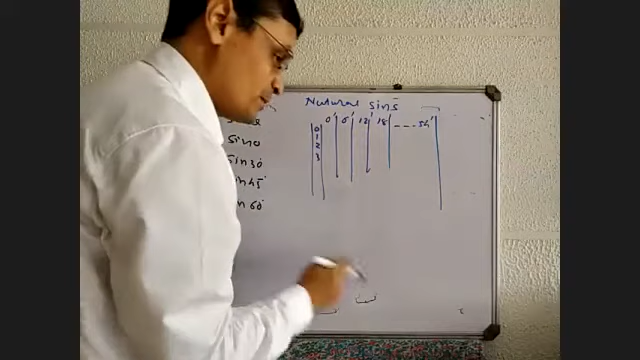 Natural sins
0' 6' 12' 18' ---- 54'
0
1
2
3
sin0
sin30
sin45
sin60